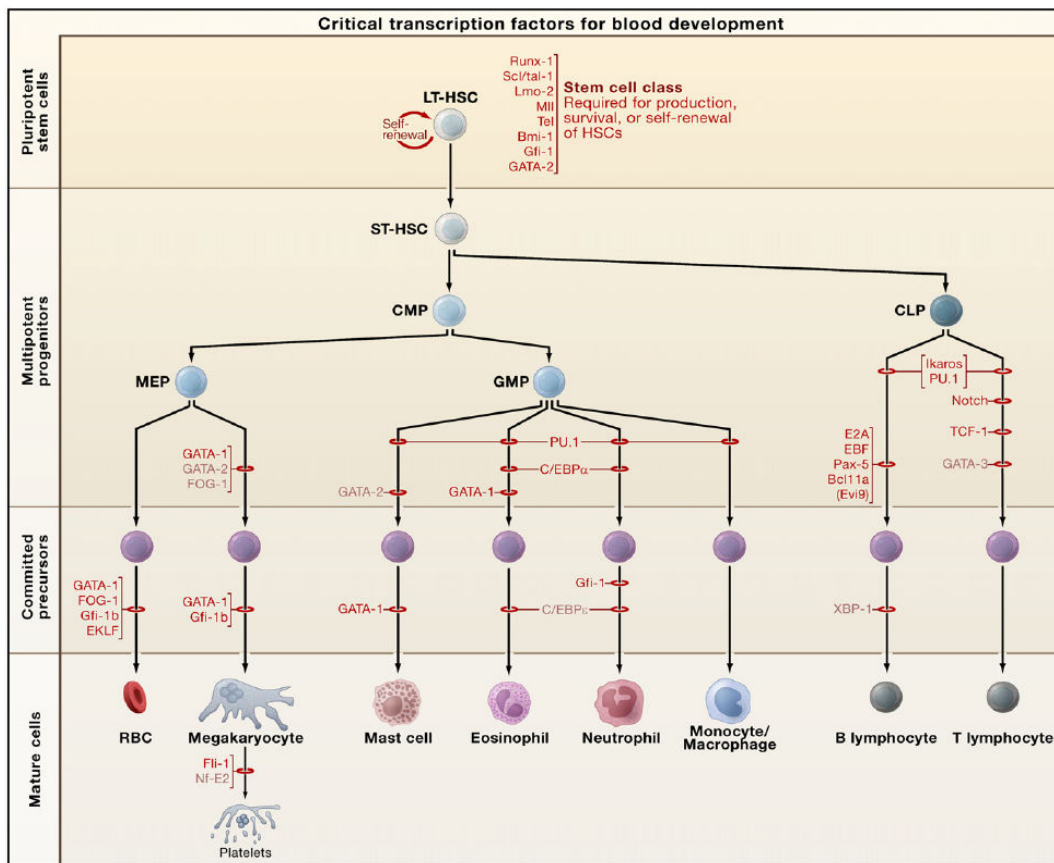 Critical transcription factors for blood development
Pluripotent
stem cells
LT-HSC
Self-
renewal
Runx-1
Scl/tal-1
Lmo-2
Mll
Tel
Bmi-1
Gfi-1
GATA-2
Stem cell class
Required for production,
survival, or self-renewal
of HSCs
Multipotent
progenitors
ST-HSC
CMP
CLP
MEP
GMP
Ikaros
PU.1
Notch
TCF-1
GATA-3
E2A
EBF
Pax-5
Bcl11a
(Evi9)
GATA-1
GATA-2
FOG-1
PU.1
C/EBPα
GATA-2
GATA-1
Committed
precursors
GATA-1
FOG-1
Gfi-1b
EKLF
GATA-1
Gfi-1b
GATA-1
Gfi-1
C/EBPε
XBP-1
Mature cells
RBC
Megakaryocyte
Mast cell
Eosinophil
Neutrophil
Monocyte/
Macrophage
B lymphocyte
T lymphocyte
Fli-1
Nf-E2
Platelets